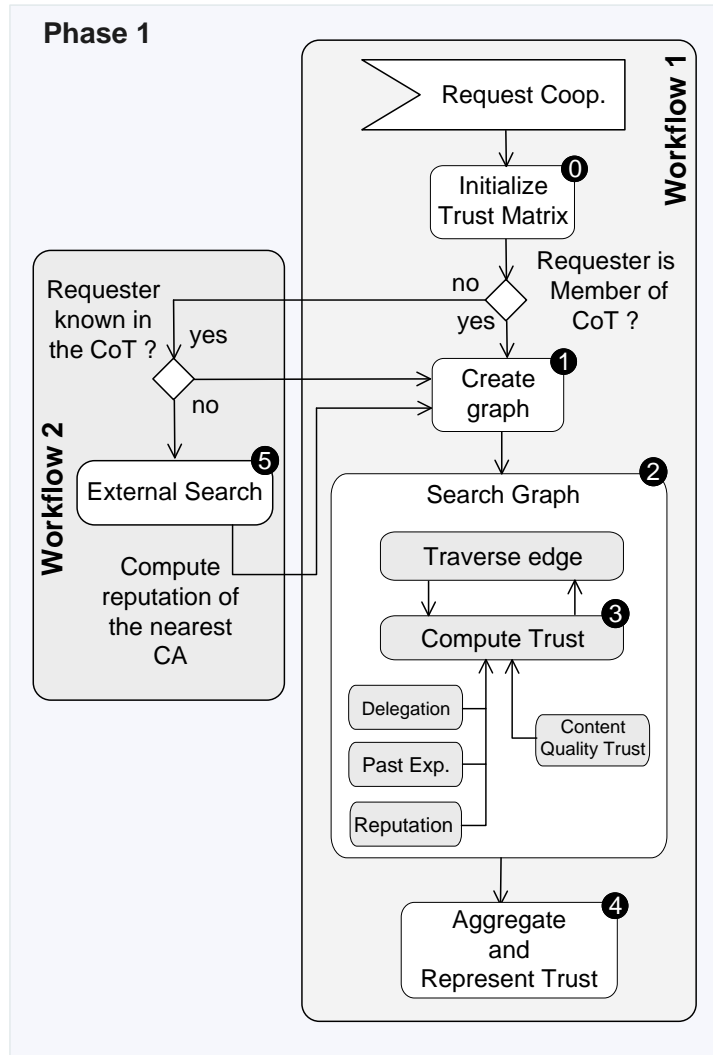 Phase 1
Workflow 1
Request Coop.
0
Initialize
Trust Matrix
Requester is
Member of
CoT ?
no
yes
Requester
known in
the CoT ?
yes
no
1
Create
graph
Workflow 2
5
External Search
Compute
reputation of
the nearest
CA
2
Search Graph
Traverse edge
3
Compute Trust
Delegation
Past Exp.
Reputation
Content
Quality Trust
4
Aggregate
and
Represent Trust